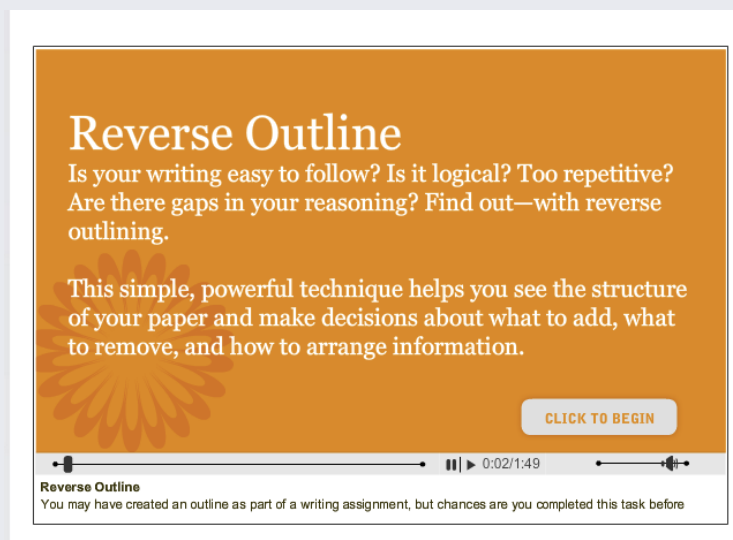 Reverse Outline
Is your writing easy to follow? Is it logical? Too repetitive?
Are there gaps in your reasoning? Find out—with reverse
outlining.
This simple, powerful technique helps you see the structure
of your paper and make decisions about what to add, what
to remove, and how to arrange information.
CLICK TO BEGIN
0:02/1:49
Reverse Outline
You may have created an outline as part of a writing assignment, but chances are you completed this task before